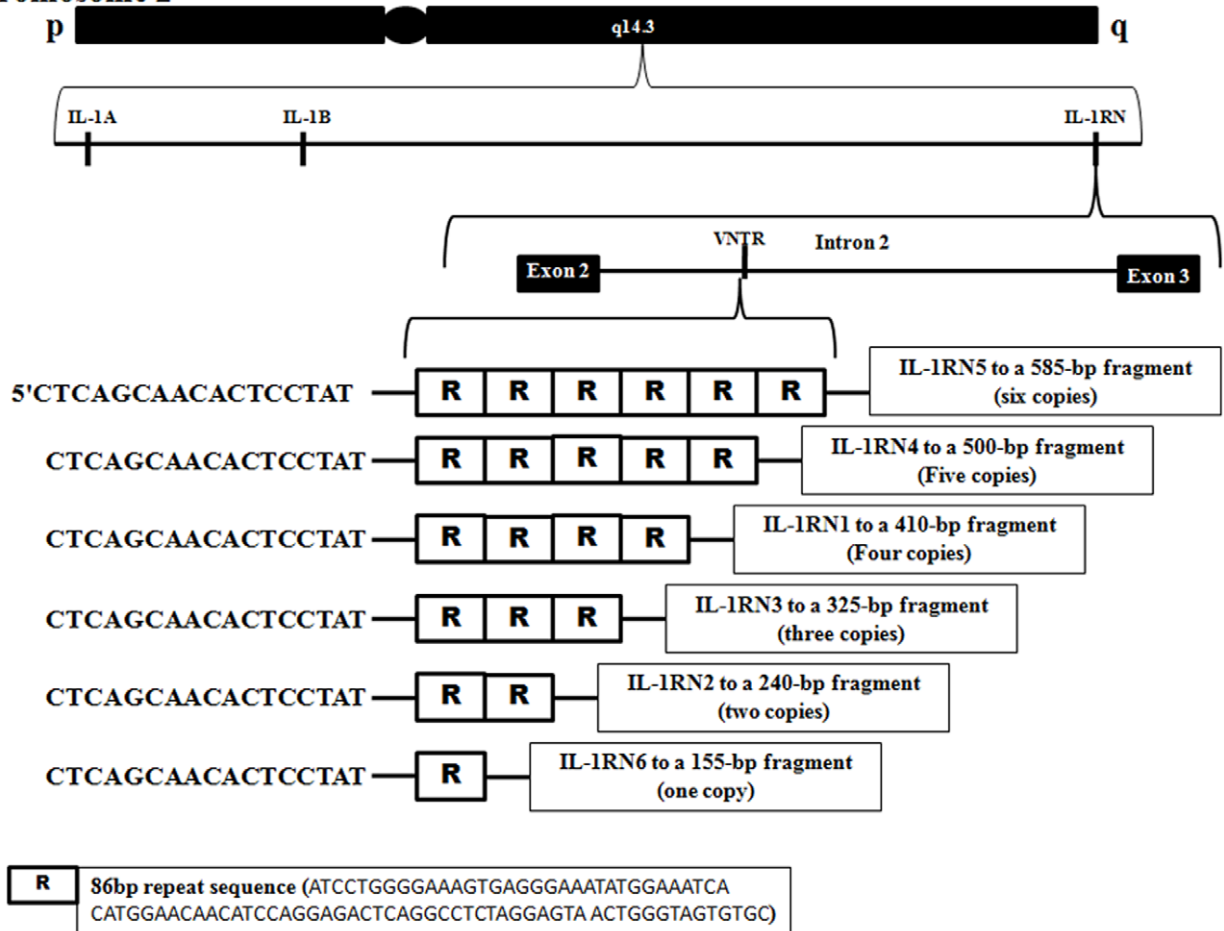 p
q14.3
q
IL-1A
IL-1B
IL-1RN
VNTR
Intron 2
Exon 2
Exon 3
5'CTCAGCAACACTCCTAT
R R R R R R
IL-1RN5 to a 585-bp fragment
(six copies)
CTCAGCAACACTCCTAT
R R R R R
IL-1RN4 to a 500-bp fragment
(Five copies)
CTCAGCAACACTCCTAT
R R R R
IL-1RN1 to a 410-bp fragment
(Four copies)
CTCAGCAACACTCCTAT
R R R
IL-1RN3 to a 325-bp fragment
(three copies)
CTCAGCAACACTCCTAT
R R
IL-1RN2 to a 240-bp fragment
(two copies)
CTCAGCAACACTCCTAT
R
IL-1RN6 to a 155-bp fragment
(one copy)
R
86bp repeat sequence (ATCCTGGGGAAAGTGAGGGAAATATGGAAATCA
CATGGAACAACATCCAGGAGACTCAGGCCTCTAGGAGTA ACTGGGTAGTGTGC)